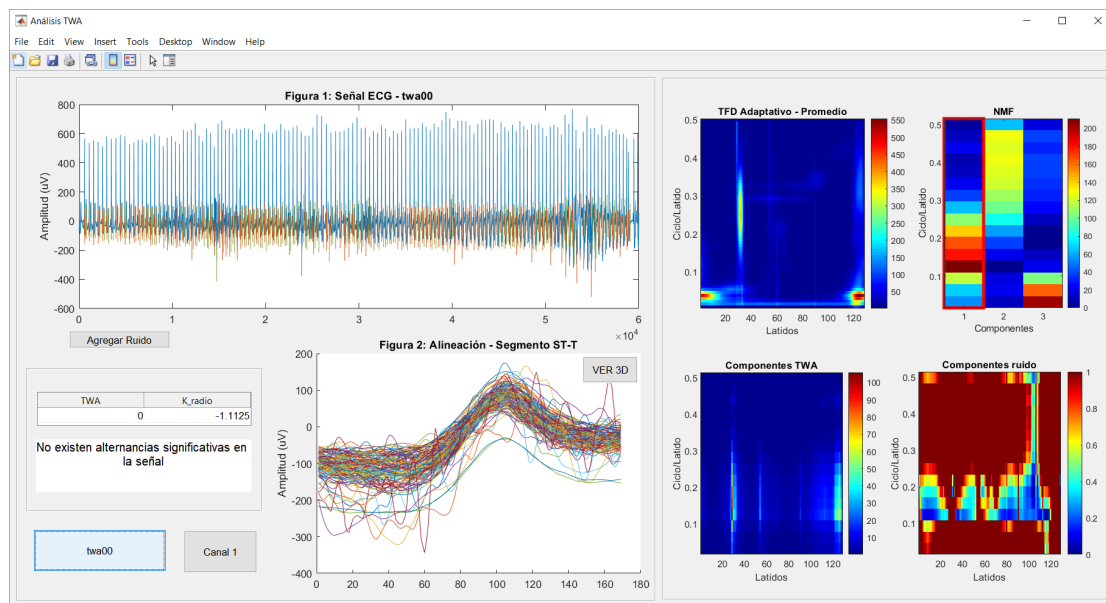 Análisis TWA
File Edit View Insert Tools Desktop Window Help
Figura 1: Señal ECG - twa00
800
600
400
200
0
-200
-400
-600
Amplitud (uV)
0 1 2 3 4 5 6
×10⁴
Agregar Ruido
TWA K_radio
0 -1.1125
No existen alternancias significativas en
la señal
twa00
Canal 1
Figura 2: Alineación - Segmento ST-T
VER 3D
200
100
0
-100
-200
-300
-400
Amplitud (uV)
0 20 40 60 80 100 120 140 160 180
TFD Adaptativo - Promedio
0.5
0.4
0.3
0.2
0.1
Ciclo/Latido
20 40 60 80 100 120
Latidos
550
500
450
400
350
300
250
200
150
100
50
NMF
0.5
0.4
0.3
0.2
0.1
Ciclo/Latido
1 2 3
Componentes
200
180
160
140
120
100
80
60
40
20
0
Componentes TWA
0.5
0.4
0.3
0.2
0.1
Ciclo/Latido
20 40 60 80 100 120
Latidos
100
90
80
70
60
50
40
30
20
10
Componentes ruido
0.5
0.4
0.3
0.2
0.1
Ciclo/Latido
20 40 60 80 100 120
Latidos
1
0.8
0.6
0.4
0.2
0